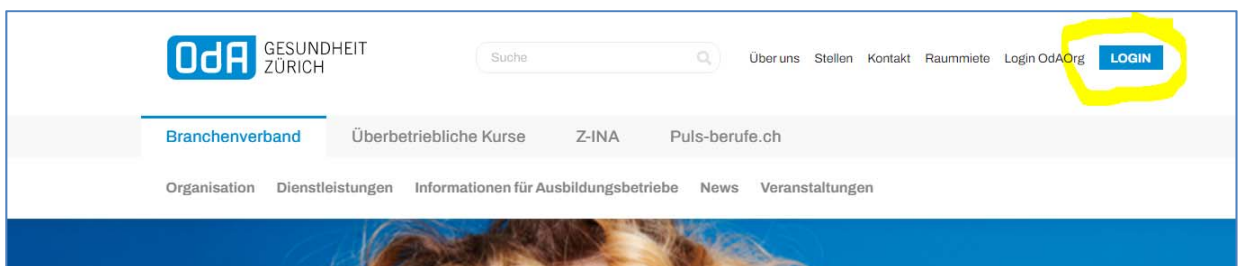 OdA GESUNDHEIT
ZÜRICH
Suche
Über uns Stellen Kontakt Raummiete Login OdAOrg LOGIN
Branchenverband Überbetriebliche Kurse Z-INA Puls-berufe.ch
Organisation Dienstleistungen Informationen für Ausbildungsbetriebe News Veranstaltungen